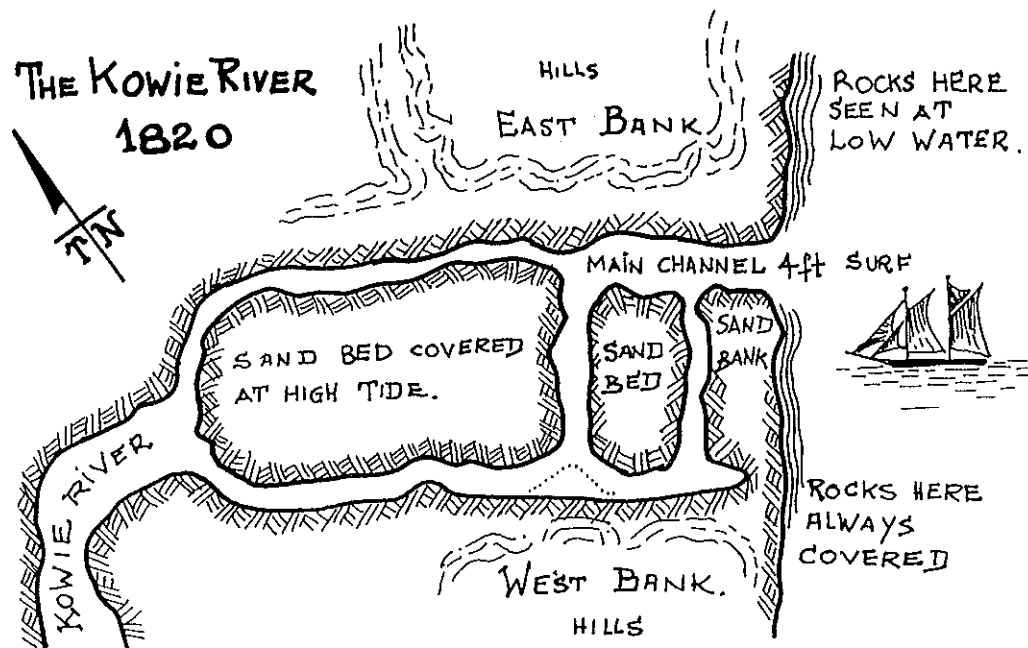 THE KOWIE RIVER
1820
TN
HILLS
EAST BANK
ROCKS HERE
SEEN AT
LOW WATER.
MAIN CHANNEL 4ft SURF
SAND BED COVERED
AT HIGH TIDE.
SAND
BED
SAND
BANK
KOWIE RIVER
ROCKS HERE
ALWAYS
COVERED
WEST BANK.
HILLS